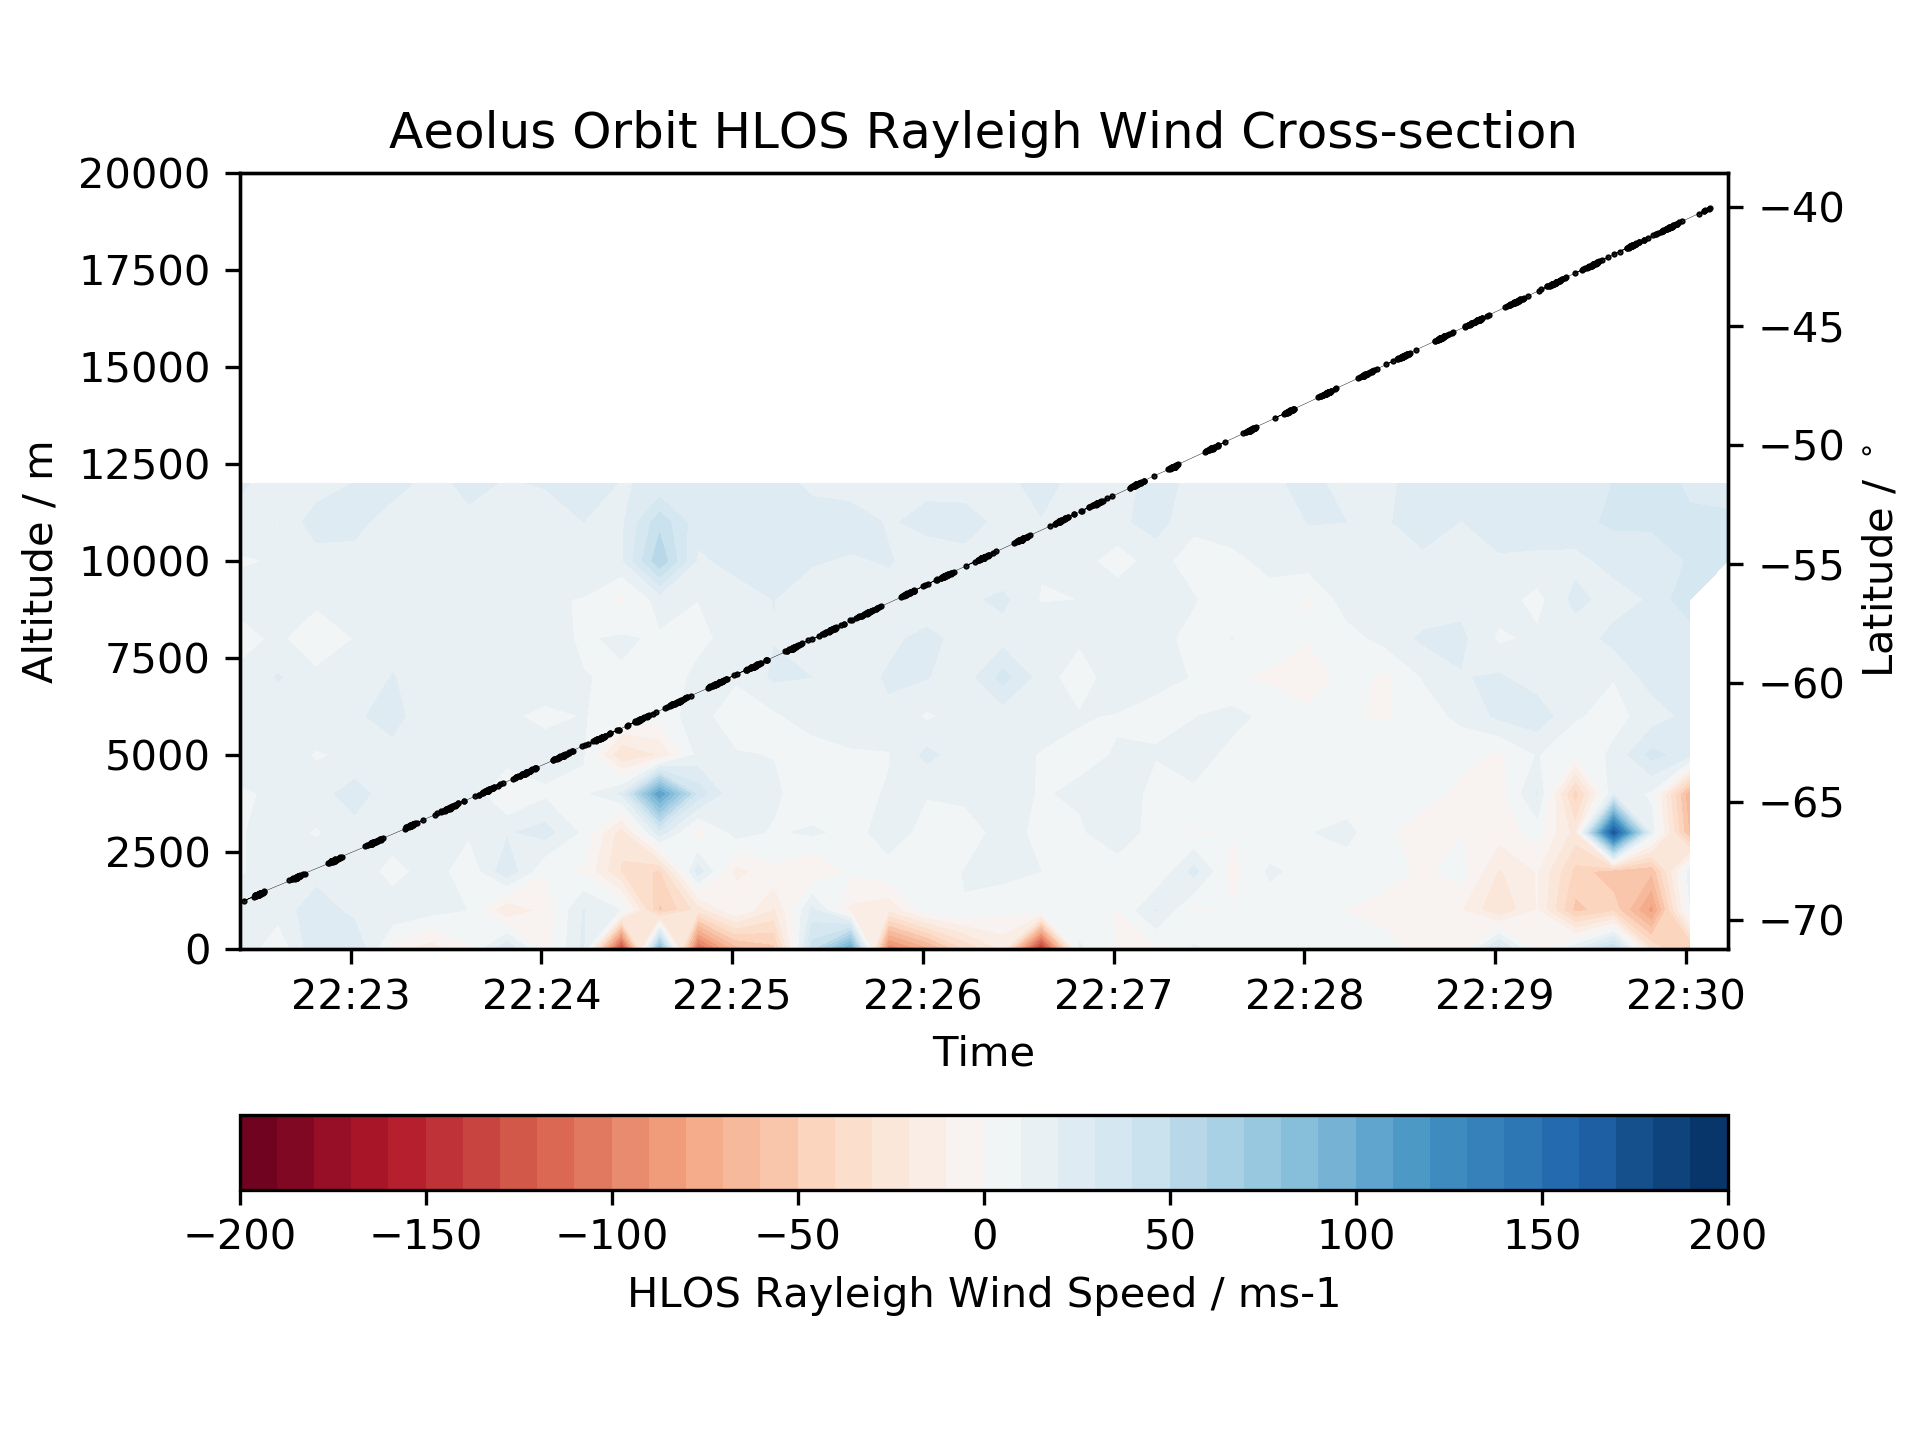 Aeolus Orbit HLOS Rayleigh Wind Cross-section
20000
17500
15000
12500
10000
7500
5000
2500
0
Altitude / m
−40
−45
−50
−55
−60
−65
−70
Latitude / °
22:23 22:24 22:25 22:26 22:27 22:28 22:29 22:30
Time
−200 −150 −100 −50 0 50 100 150 200
HLOS Rayleigh Wind Speed / ms-1